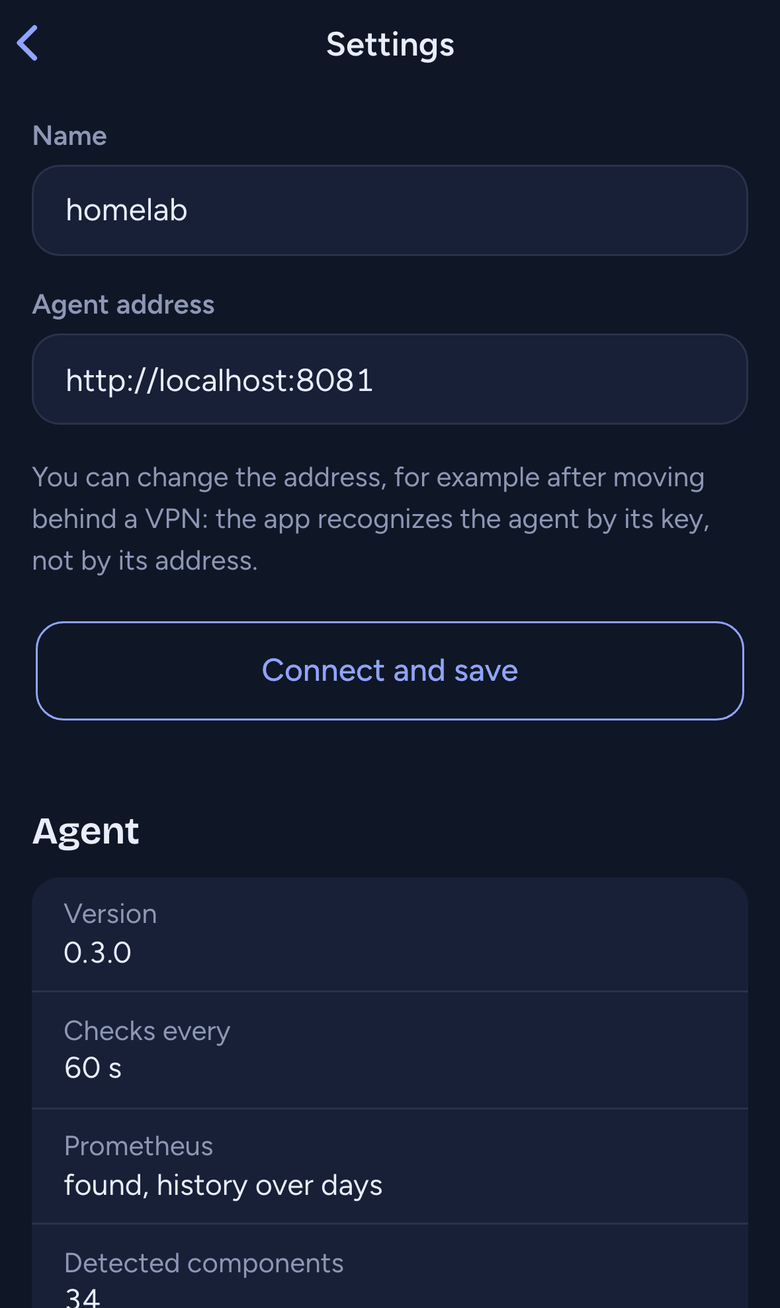 Settings
Name
homelab
Agent address
http://localhost:8081
You can change the address, for example after moving
behind a VPN: the app recognizes the agent by its key,
not by its address.
Connect and save
Agent
Version
0.3.0
Checks every
60 s
Prometheus
found, history over days
Detected components
34